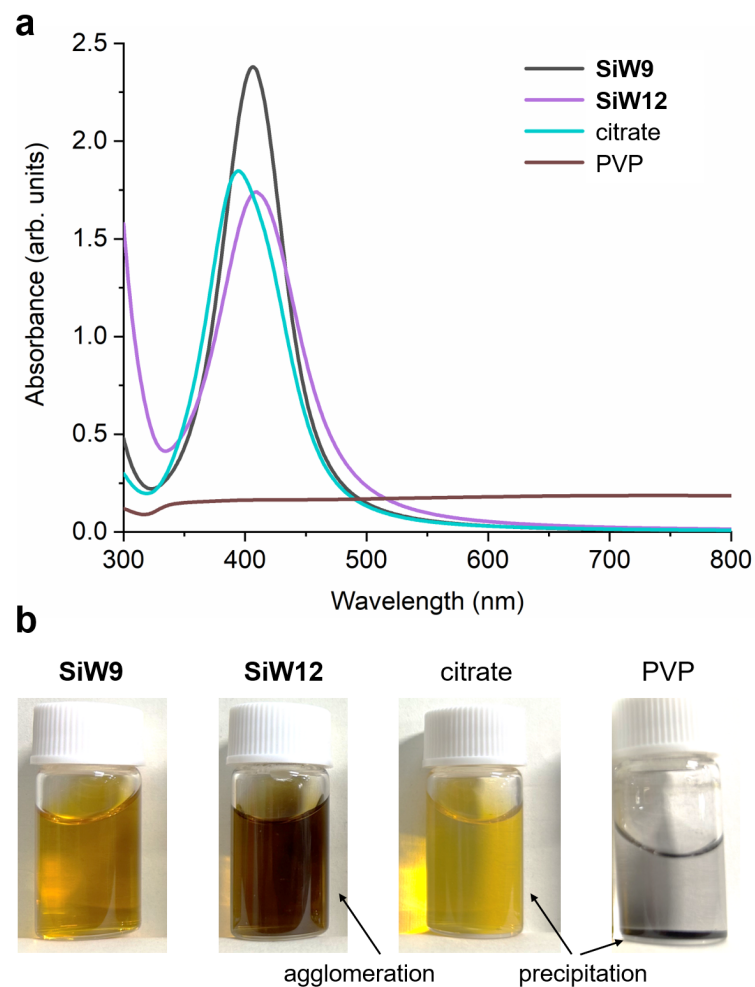 a
2.5
2.0
1.5
1.0
0.5
0.0
Absorbance (arb. units)
SiW9
SiW12
citrate
PVP
300 400 500 600 700 800
Wavelength (nm)
b
SiW9 SiW12 citrate PVP
agglomeration precipitation